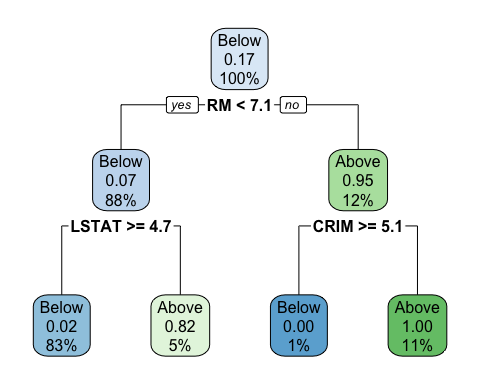 Below
0.17
100%
yes RM < 7.1 no
Below
0.07
88%
Above
0.95
12%
LSTAT >= 4.7
CRIM >= 5.1
Below
0.02
83%
Above
0.82
5%
Below
0.00
1%
Above
1.00
11%